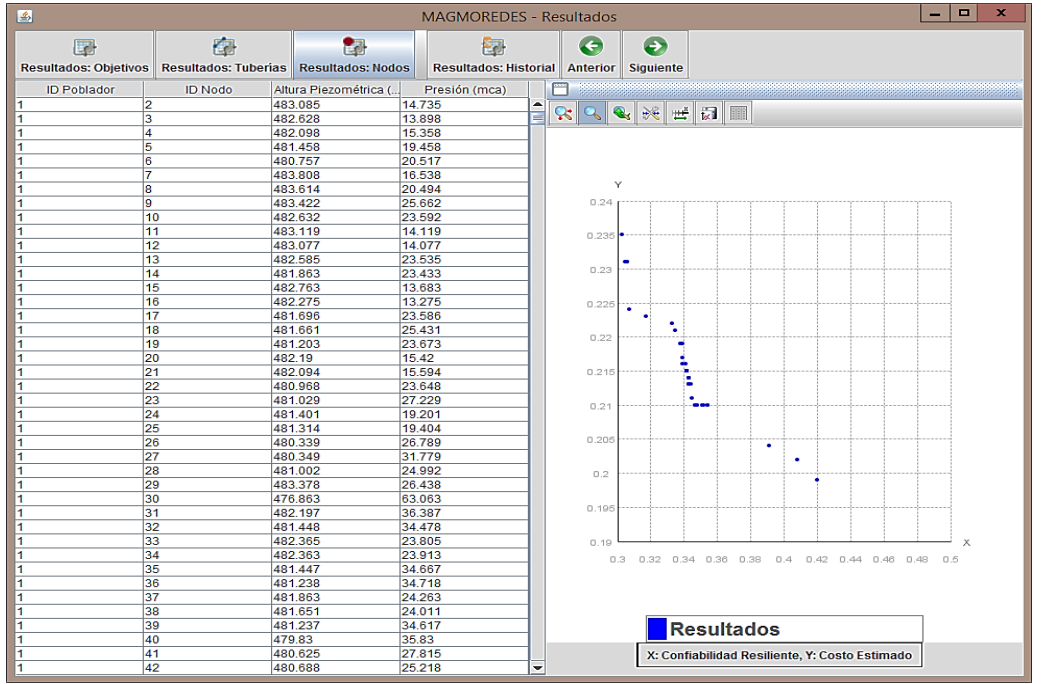 MAGMOREDES - Resultados
Resultados: Objetivos Resultados: Tuberías Resultados: Nodos Resultados: Historial Anterior Siguiente
ID Poblador ID Nodo Altura Piezométrica (... Presión (mca)
1 2 483.085 14.735
1 3 482.628 13.898
1 4 482.098 15.358
1 5 481.458 19.458
1 6 480.757 20.517
1 7 483.808 16.538
1 8 483.614 20.494
1 9 483.422 25.662
1 10 482.632 23.592
1 11 483.119 14.119
1 12 483.077 14.077
1 13 482.585 23.535
1 14 481.863 23.433
1 15 482.763 13.683
1 16 482.275 13.275
1 17 481.696 23.586
1 18 481.661 25.431
1 19 481.203 23.673
1 20 482.19 15.42
1 21 482.094 15.594
1 22 480.968 23.648
1 23 481.029 27.229
1 24 481.401 19.201
1 25 481.314 19.404
1 26 480.339 26.789
1 27 480.349 31.779
1 28 481.002 24.992
1 29 483.378 26.438
1 30 476.863 63.063
1 31 482.197 36.387
1 32 481.448 34.478
1 33 482.365 23.805
1 34 482.363 23.913
1 35 481.447 34.667
1 36 481.238 34.718
1 37 481.863 24.263
1 38 481.651 24.011
1 39 481.237 34.617
1 40 479.83 35.83
1 41 480.625 27.815
1 42 480.688 25.218
Y
0.24
0.235
0.23
0.225
0.22
0.215
0.21
0.205
0.2
0.195
0.19
X
0.3 0.32 0.34 0.36 0.38 0.4 0.42 0.44 0.46 0.48 0.5
Resultados
X: Confiabilidad Resiliente, Y: Costo Estimado